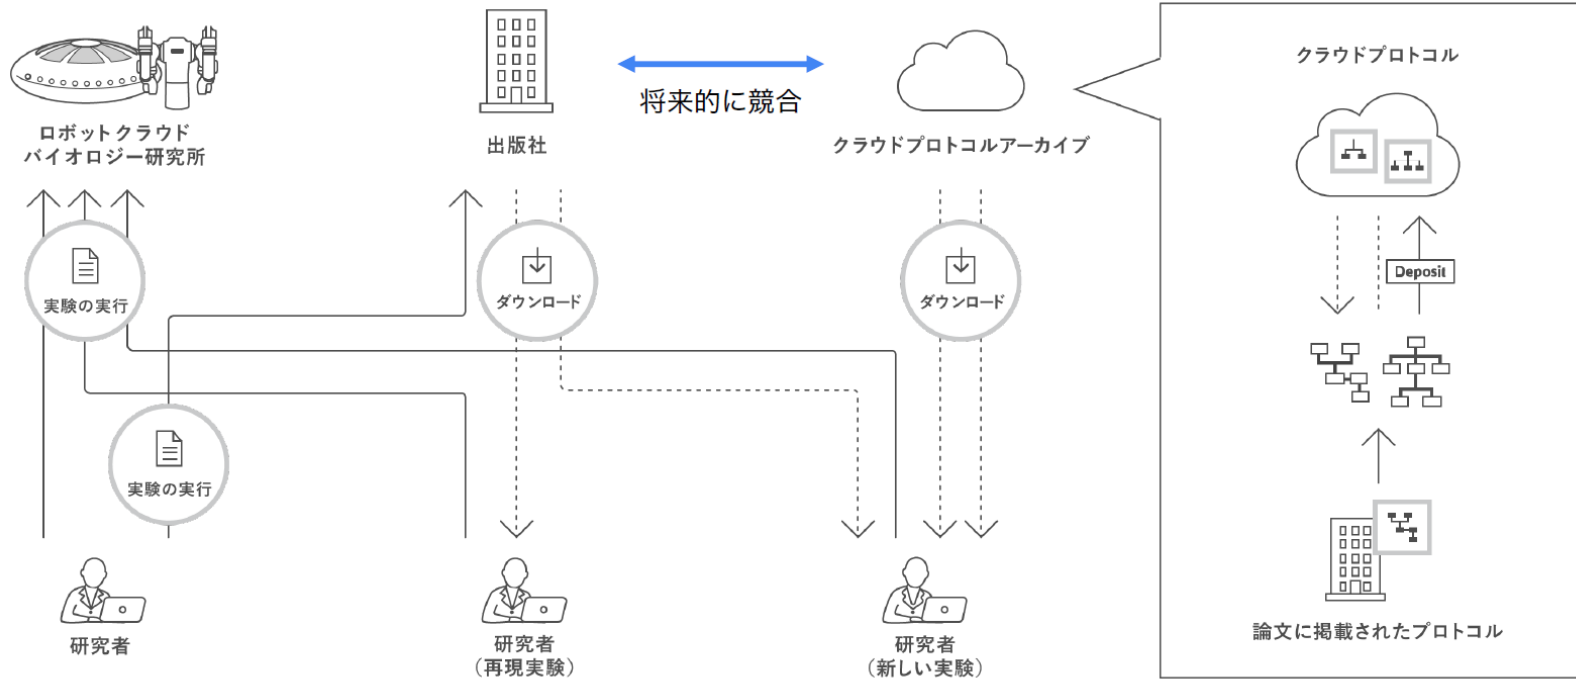 ロボットクラウド
バイオロジー研究所
出版社
将来的に競合
クラウドプロトコルアーカイブ
クラウドプロトコル
実験の実行
ダウンロード
ダウンロード
Deposit
実験の実行
研究者
研究者
（再現実験）
研究者
（新しい実験）
論文に掲載されたプロトコル